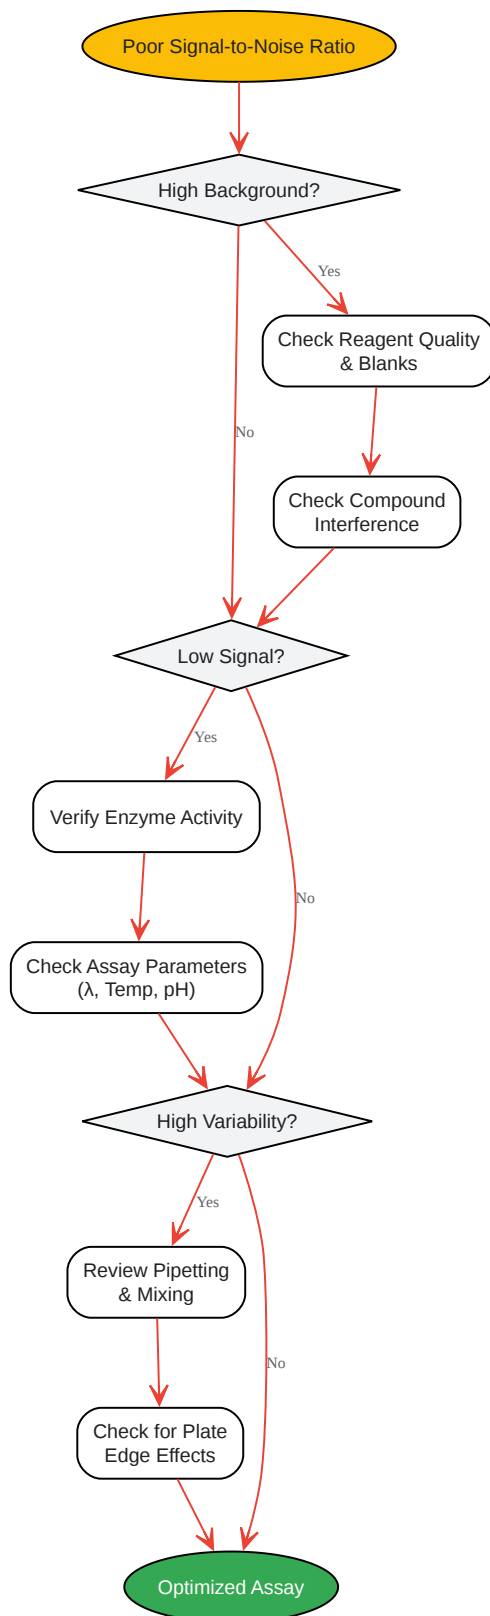 Poor Signal-to-Noise Ratio
High Background?
Yes
Check Reagent Quality
& Blanks
No
Check Compound
Interference
Low Signal?
Yes
Verify Enzyme Activity
No
Check Assay Parameters
(λ, Temp, pH)
High Variability?
Yes
Review Pipetting
& Mixing
No
Check for Plate
Edge Effects
Optimized Assay